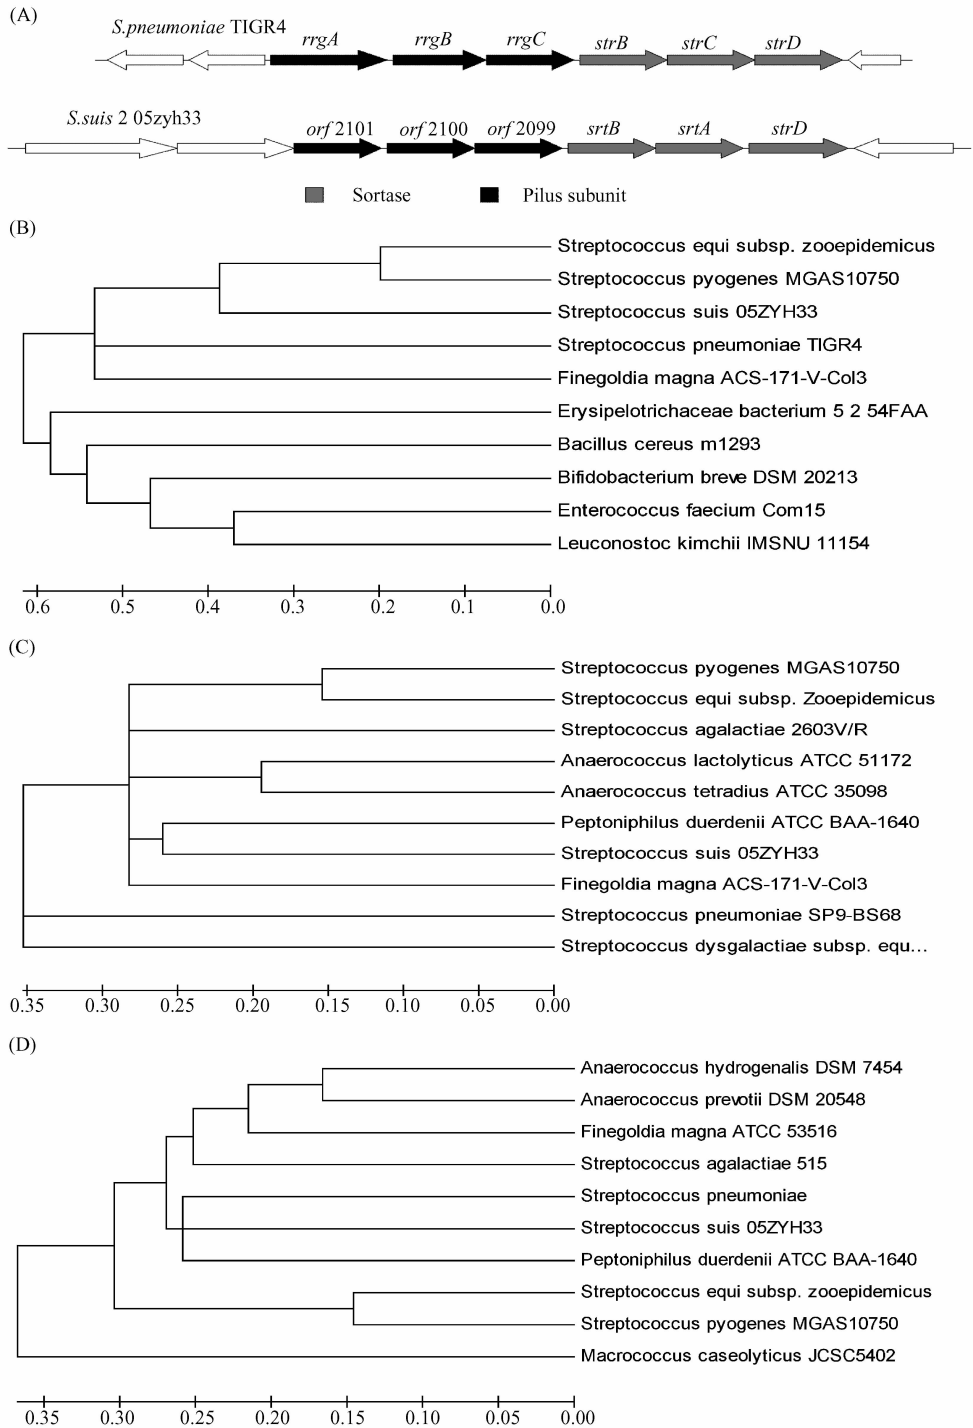 (A)
S.pneumoniae TIGR4
rrgA rrgB rrgC strB strC strD
S.suis 2 05zyh33
orf 2101 orf 2100 orf 2099 srtB srtA strD
Sortase Pilus subunit
(B)
Streptococcus equi subsp. zooepidemicus
Streptococcus pyogenes MGAS10750
Streptococcus suis 05ZYH33
Streptococcus pneumoniae TIGR4
Finegoldia magna ACS-171-V-Col3
Erysipelotrichaceae bacterium 5 2 54FAA
Bacillus cereus m1293
Bifidobacterium breve DSM 20213
Enterococcus faecium Com15
Leuconostoc kimchii IMSNU 11154
0.6 0.5 0.4 0.3 0.2 0.1 0.0
(C)
Streptococcus pyogenes MGAS10750
Streptococcus equi subsp. Zooepidemicus
Streptococcus agalactiae 2603V/R
Anaerococcus lactolyticus ATCC 51172
Anaerococcus tetradius ATCC 35098
Peptoniphilus duerdenii ATCC BAA-1640
Streptococcus suis 05ZYH33
Finegoldia magna ACS-171-V-Col3
Streptococcus pneumoniae SP9-BS68
Streptococcus dysgalactiae subsp. equ...
0.35 0.30 0.25 0.20 0.15 0.10 0.05 0.00
(D)
Anaerococcus hydrogenalis DSM 7454
Anaerococcus prevotii DSM 20548
Finegoldia magna ATCC 53516
Streptococcus agalactiae 515
Streptococcus pneumoniae
Streptococcus suis 05ZYH33
Peptoniphilus duerdenii ATCC BAA-1640
Streptococcus equi subsp. zooepidemicus
Streptococcus pyogenes MGAS10750
Macrococcus caseolyticus JCSC5402
0.35 0.30 0.25 0.20 0.15 0.10 0.05 0.00